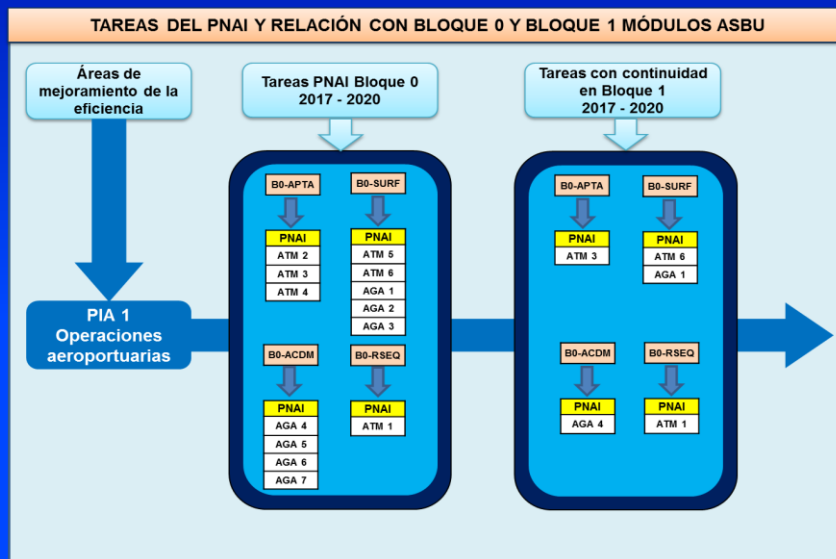 TAREAS DEL PNAI Y RELACIÓN CON BLOQUE 0 Y BLOQUE 1 MÓDULOS ASBU
Áreas de
mejoramiento de la
eficiencia
PIA 1
Operaciones
aeroportuarias
Tareas PNAI Bloque 0
2017 - 2020
B0-APTA
PNAI
ATM 2
ATM 3
ATM 4
B0-SURF
PNAI
ATM 5
ATM 6
AGA 1
AGA 2
AGA 3
B0-ACDM
PNAI
AGA 4
AGA 5
AGA 6
AGA 7
B0-RSEQ
PNAI
ATM 1
Tareas con continuidad
en Bloque 1
2017 - 2020
B0-APTA
PNAI
ATM 3
B0-SURF
PNAI
ATM 6
AGA 1
B0-ACDM
PNAI
AGA 4
B0-RSEQ
PNAI
ATM 1